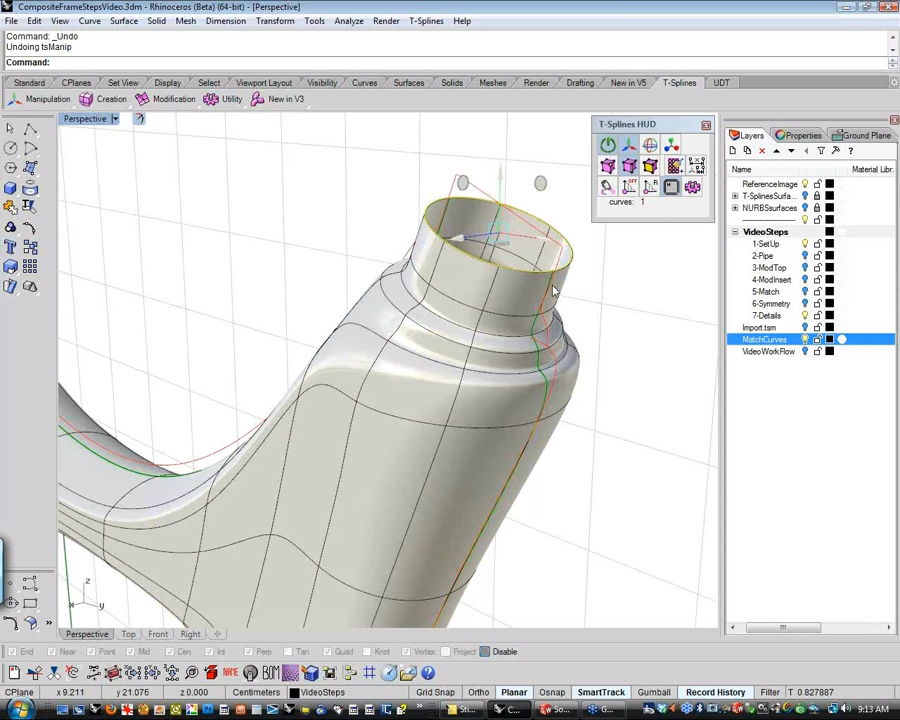 CompositeFrameStepsVideo.3dm - Rhinoceros (Beta) (64-bit) - [Perspective]
File Edit View Curve Surface Solid Mesh Dimension Transform Tools Analyze Render T-Splines Help
Command: _Undo
Undoing tsManip
Command:
Standard CPlanes Set View Display Select Viewport Layout Visibility Curves Surfaces Solids Meshes Render Drafting New in V5 T-Splines UDT
Manipulation Creation Modification Utility New in V3
Perspective
T-Splines HUD
curves: 1
Layers Properties Ground Plane
Name Material Libr.
ReferenceImage
T-SplinesSurfa...
NURBSsurfaces
VideoSteps
1-SetUp
2-Pipe
3-ModTop
4-ModInsert
5-Match
6-Symmetry
7-Details
Import.tsm
MatchCurves
VideoWorkFlow
z
x y
Perspective Top Front Right
End Near Point Mid Cen Int Perp Tan Quad Knot Vertex Project Disable
NAME BOM
CPlane x 9.211 y 21.075 z 0.000 Centimeters VideoSteps Grid Snap Ortho Planar Osnap SmartTrack Gumball Record History Filter T 0.827887
Sti... C... So... G... 9:13 AM